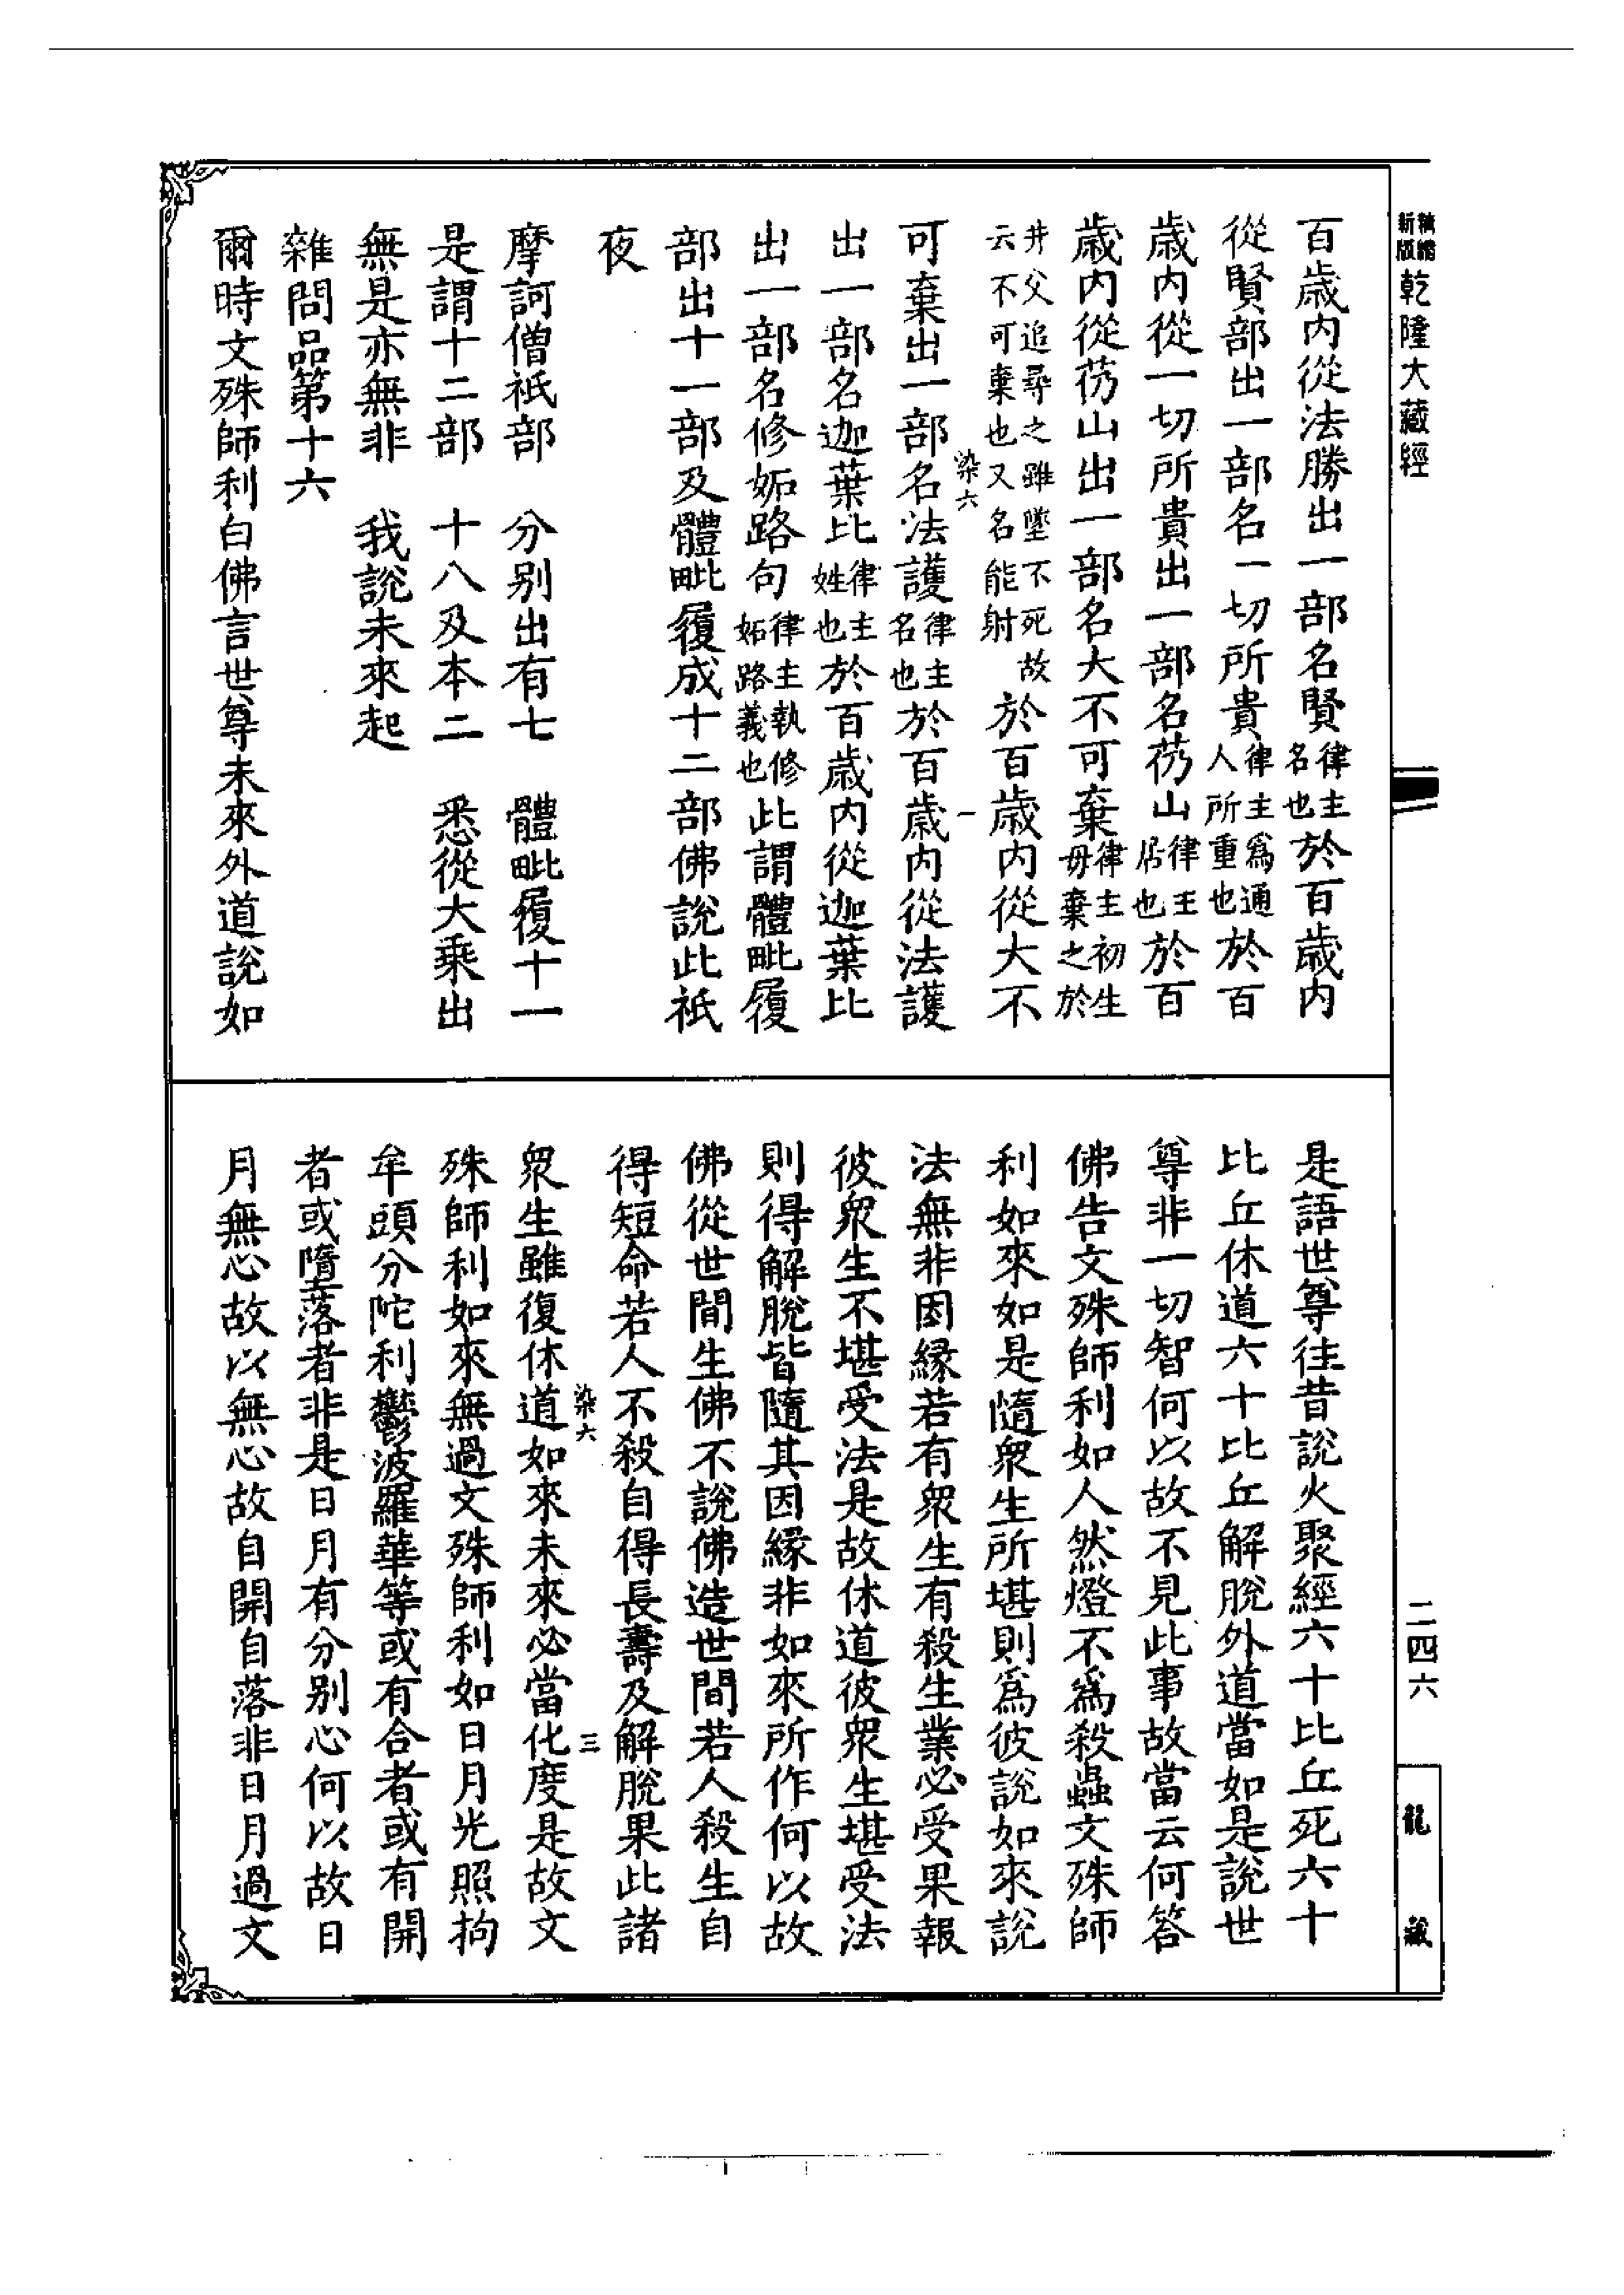 新版
乾隆大藏經
百歲内從法勝出一部名賢律主名也於百歲内
從賢部出一部名一切所貴律主爲通人所重也於百
歲内從一切所貴出一部名芿山律主居也於百
歲内從芿山出一部名大不可棄律主初生毋棄之於
井父追尋之雖墜不死故云不可棄也又名能射於百歲内從大不
可棄出一部名法護律主名也於百歲内從法護
出一部名迦葉比律主姓也於百歲内從迦葉比
出一部名修妬路句律主執修妬路義也此謂體毗履
部出十一部及體毗履成十二部佛說此祇
夜
摩訶僧祇部 分别出有七 體毗履十一
是謂十二部 十八及本二 悉從大乘出
無是亦無非 我說未來起
雜問品第十六
爾時文殊師利白佛言世尊未來外道說如
染六
一
是語世尊往昔說火聚經六十比丘死六十
比丘休道六十比丘解脫外道當如是說世
尊非一切智何以故不見此事故當云何答
佛告文殊師利如人然燈不爲殺蟲文殊師
利如來如是隨衆生所堪則爲彼說如來說
法無非因緣若有衆生有殺生業必受果報
彼衆生不堪受法是故休道彼衆生堪受法
則得解脫皆隨其因緣非如來所作何以故
佛從世間生佛不說佛造世間若人殺生自
得短命若人不殺自得長壽及解脫果此諸
衆生雖復休道如來未來必當化度是故文
殊師利如來無過文殊師利如日月光照拘
牟頭分陀利鬱波羅華等或有合者或有開
者或墮落者非是日月有分别心何以故日
月無心故以無心故自開自落非日月過文
染六
三
二四六
龍藏